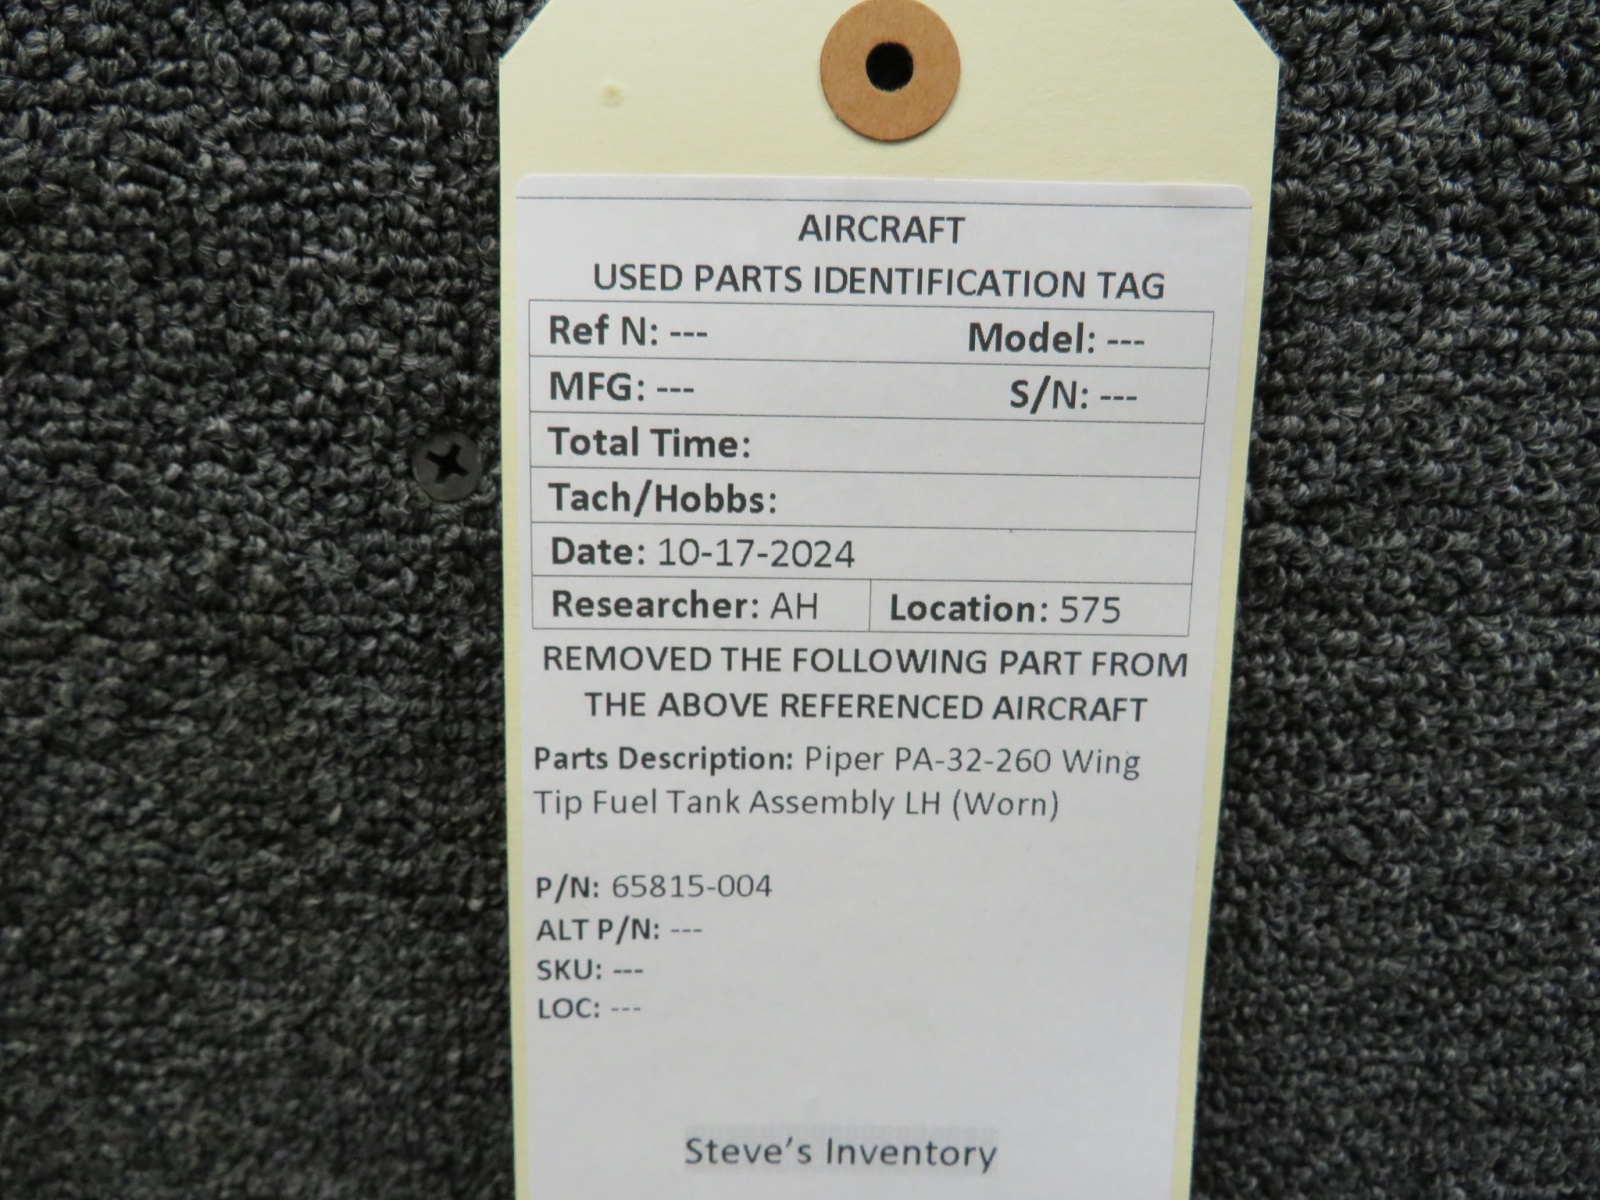 AIRCRAFT
USED PARTS IDENTIFICATION TAG
Ref N: --- Model: ---
MFG: --- S/N: ---
Total Time:
Tach/Hobbs:
Date: 10-17-2024
Researcher: AH Location: 575
REMOVED THE FOLLOWING PART FROM
THE ABOVE REFERENCED AIRCRAFT
Parts Description: Piper PA-32-260 Wing
Tip Fuel Tank Assembly LH (Worn)
P/N: 65815-004
ALT P/N: ---
SKU: ---
LOC: ---
Steve's Inventory